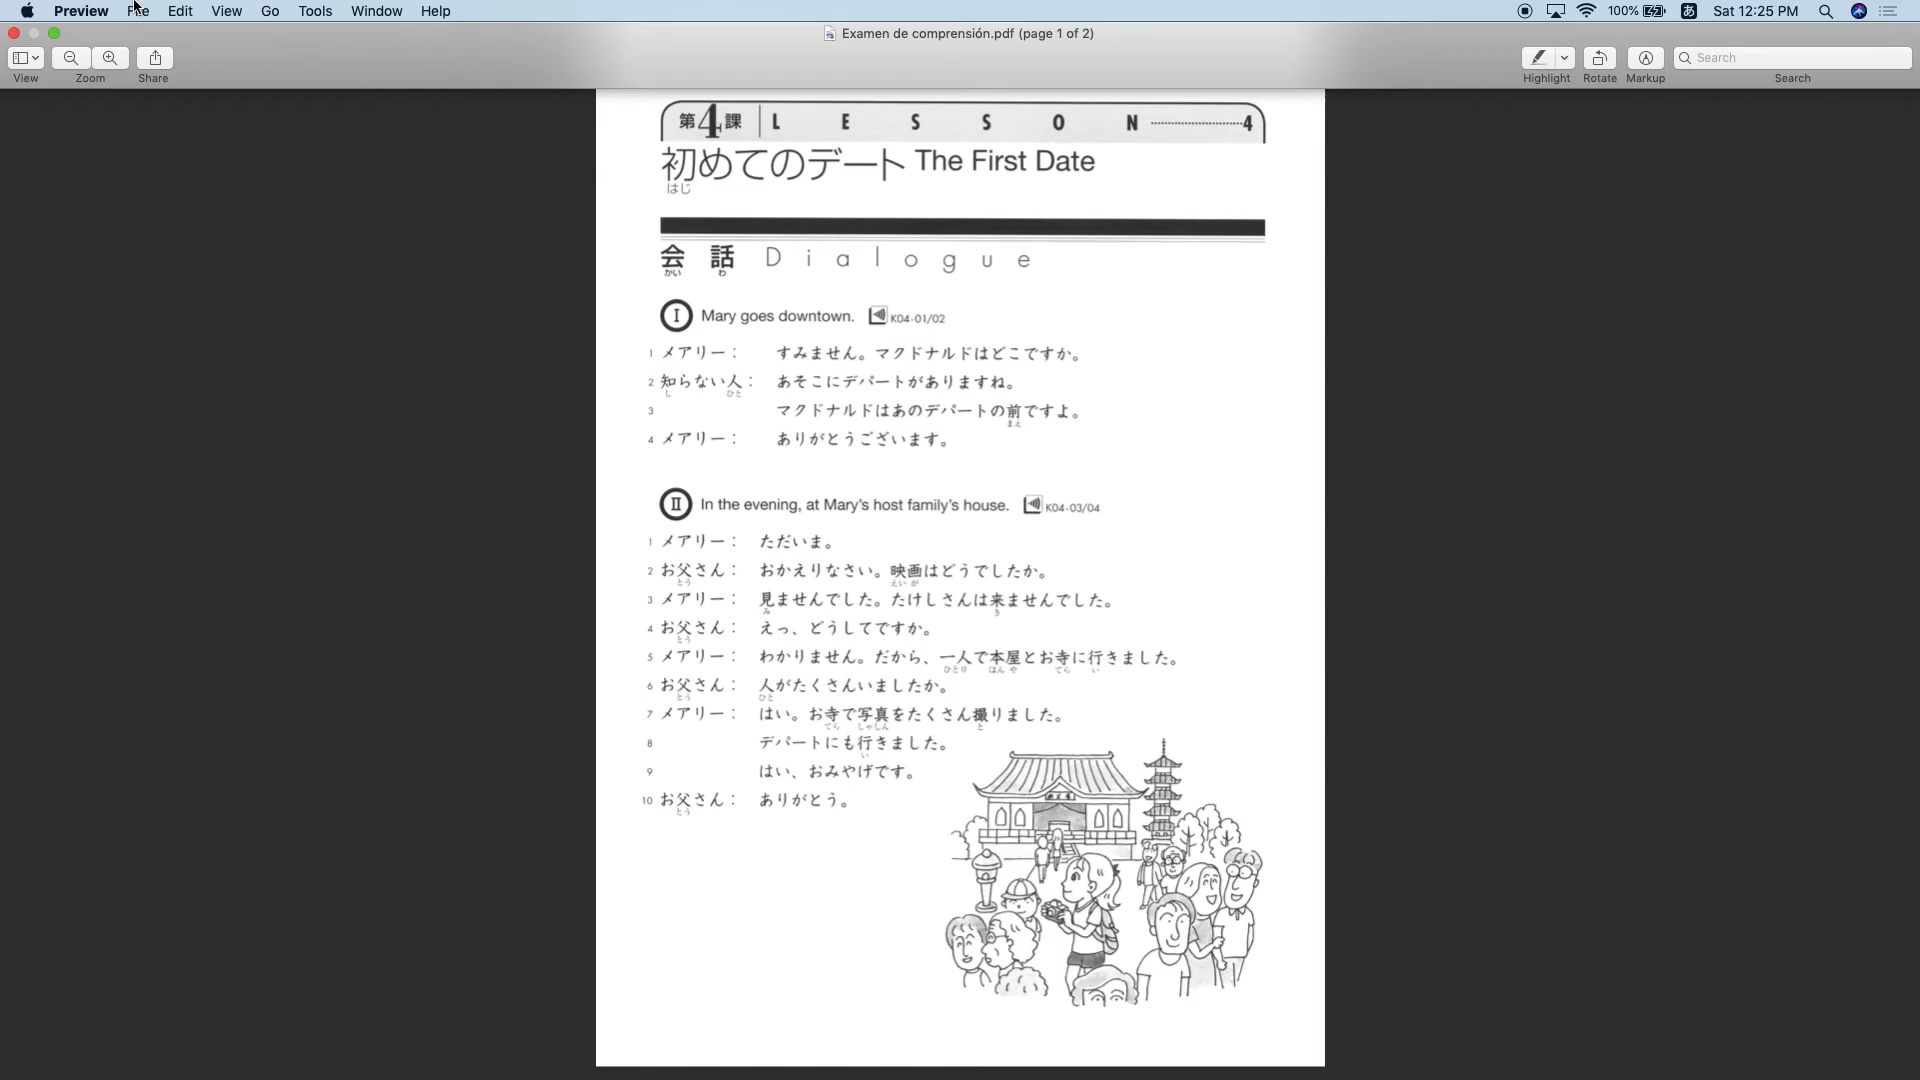 Preview File Edit View Go Tools Window Help 100% あ Sat 12:25 PM
Examen de comprensión.pdf (page 1 of 2)
View Zoom Share Highlight Rotate Markup Search Search
第4課 LESSON 4
初めてのデート The First Date
はじ
会話 Dialogue
かい わ
I Mary goes downtown. K04-01/02
1 メアリー： すみません。マクドナルドはどこですか。
2 知らない人： あそこにデパートがありますね。
し ひと
3 マクドナルドはあのデパートの前ですよ。
まえ
4 メアリー： ありがとうございます。
II In the evening, at Mary's host family's house. K04-03/04
1 メアリー： ただいま。
2 お父さん： おかえりなさい。映画はどうでしたか。
とう えい が
3 メアリー： 見ませんでした。たけしさんは来ませんでした。
み き
4 お父さん： えっ、どうしてですか。
とう
5 メアリー： わかりません。だから、一人で本屋とお寺に行きました。
ひとり ほん や てら い
6 お父さん： 人がたくさんいましたか。
とう ひと
7 メアリー： はい。お寺で写真をたくさん撮りました。
てら しゃしん と
8 デパートにも行きました。
い
9 はい、おみやげです。
10 お父さん： ありがとう。
とう